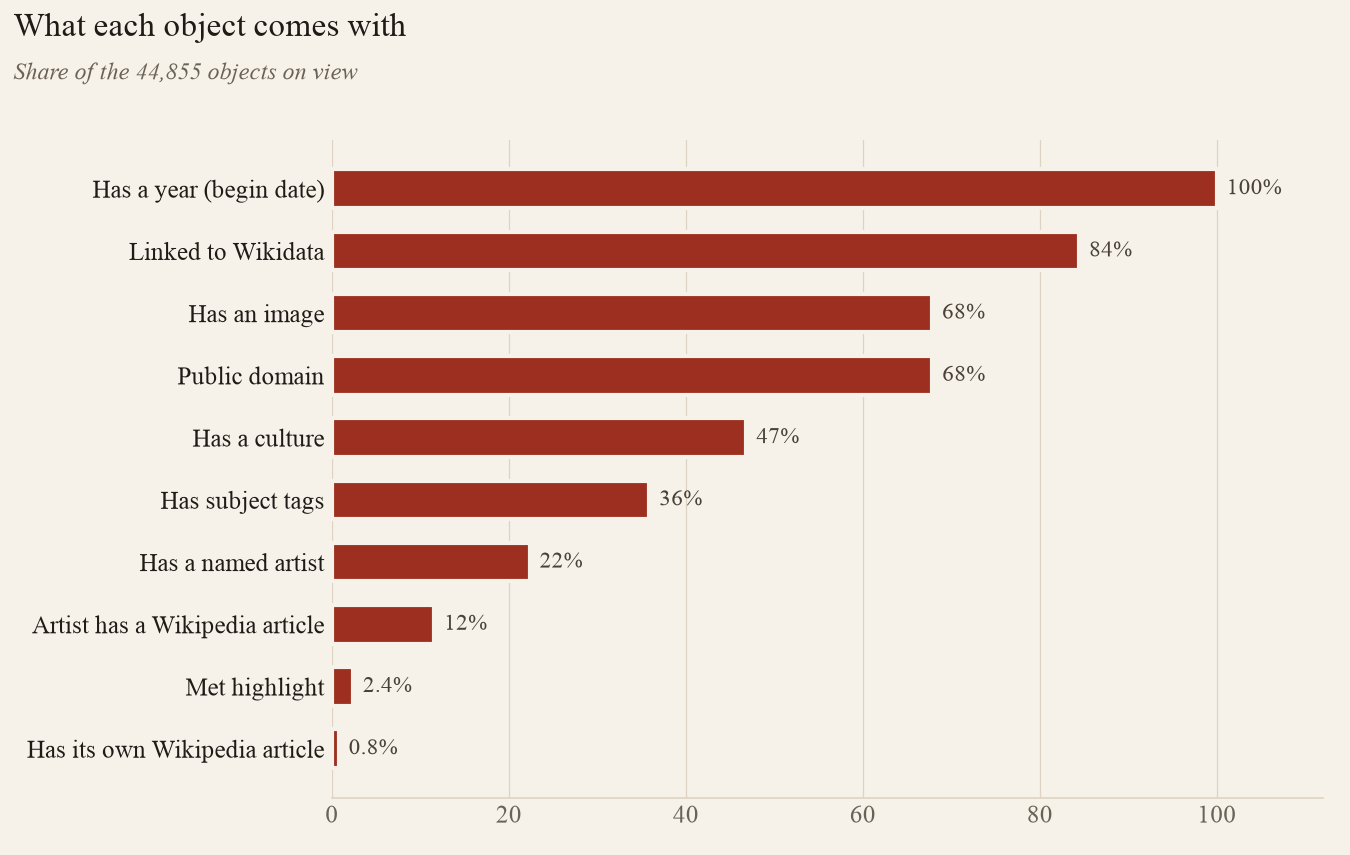 What each object comes with
Share of the 44,855 objects on view
Has a year (begin date) 100%
Linked to Wikidata 84%
Has an image 68%
Public domain 68%
Has a culture 47%
Has subject tags 36%
Has a named artist 22%
Artist has a Wikipedia article 12%
Met highlight 2.4%
Has its own Wikipedia article 0.8%
0 20 40 60 80 100